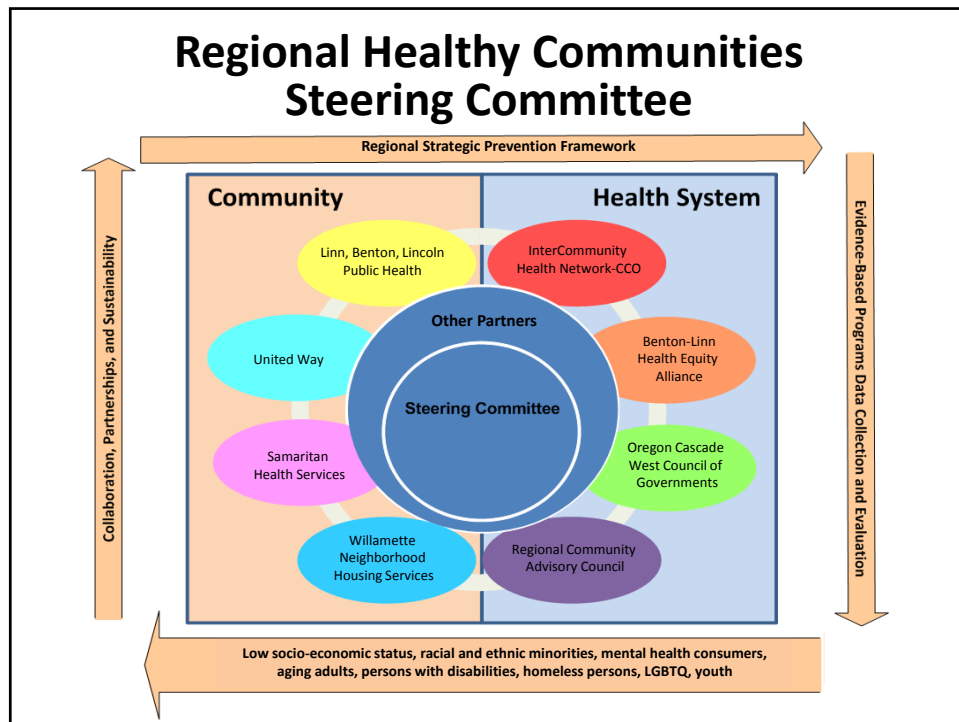 Regional Healthy Communities
Steering Committee
Regional Strategic Prevention Framework
Collaboration, Partnerships, and Sustainability
Community
Health System
Linn, Benton, Lincoln
Public Health
InterCommunity
Health Network-CCO
Other Partners
United Way
Benton-Linn
Health Equity
Alliance
Steering Committee
Samaritan
Health Services
Oregon Cascade
West Council of
Governments
Willamette
Neighborhood
Housing Services
Regional Community
Advisory Council
Evidence-Based Programs Data Collection and Evaluation
Low socio-economic status, racial and ethnic minorities, mental health consumers,
aging adults, persons with disabilities, homeless persons, LGBTQ, youth